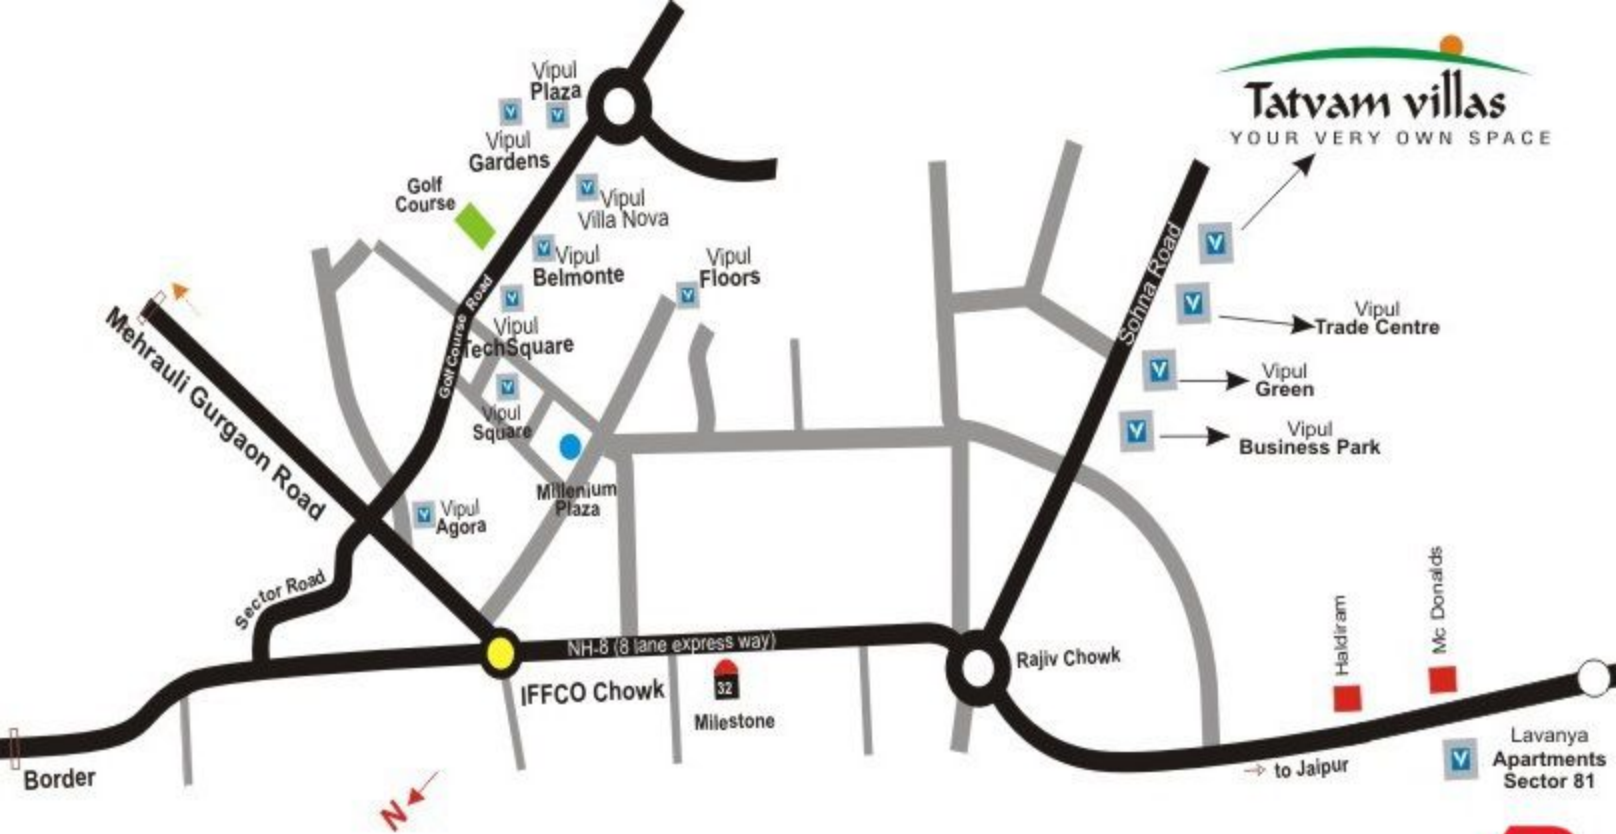 Vipul
Plaza
Vipul
Gardens
Golf
Course
Vipul
Villa Nova
Vipul
Belmonte
Vipul
Floors
Tatvam villas
YOUR VERY OWN SPACE
Mehrauli Gurgaon Road
Golf Course Road
Vipul
TechSquare
Vipul
Square
Sohna Road
Vipul
Trade Centre
Vipul
Green
Vipul
Business Park
Millenium
Plaza
Vipul
Agora
Sector Road
NH-8 (8 lane express way)
IFFCO Chowk
32
Milestone
Rajiv Chowk
Haldiram
Mc Donalds
Border
N
to Jaipur
Lavanya
Apartments
Sector 81